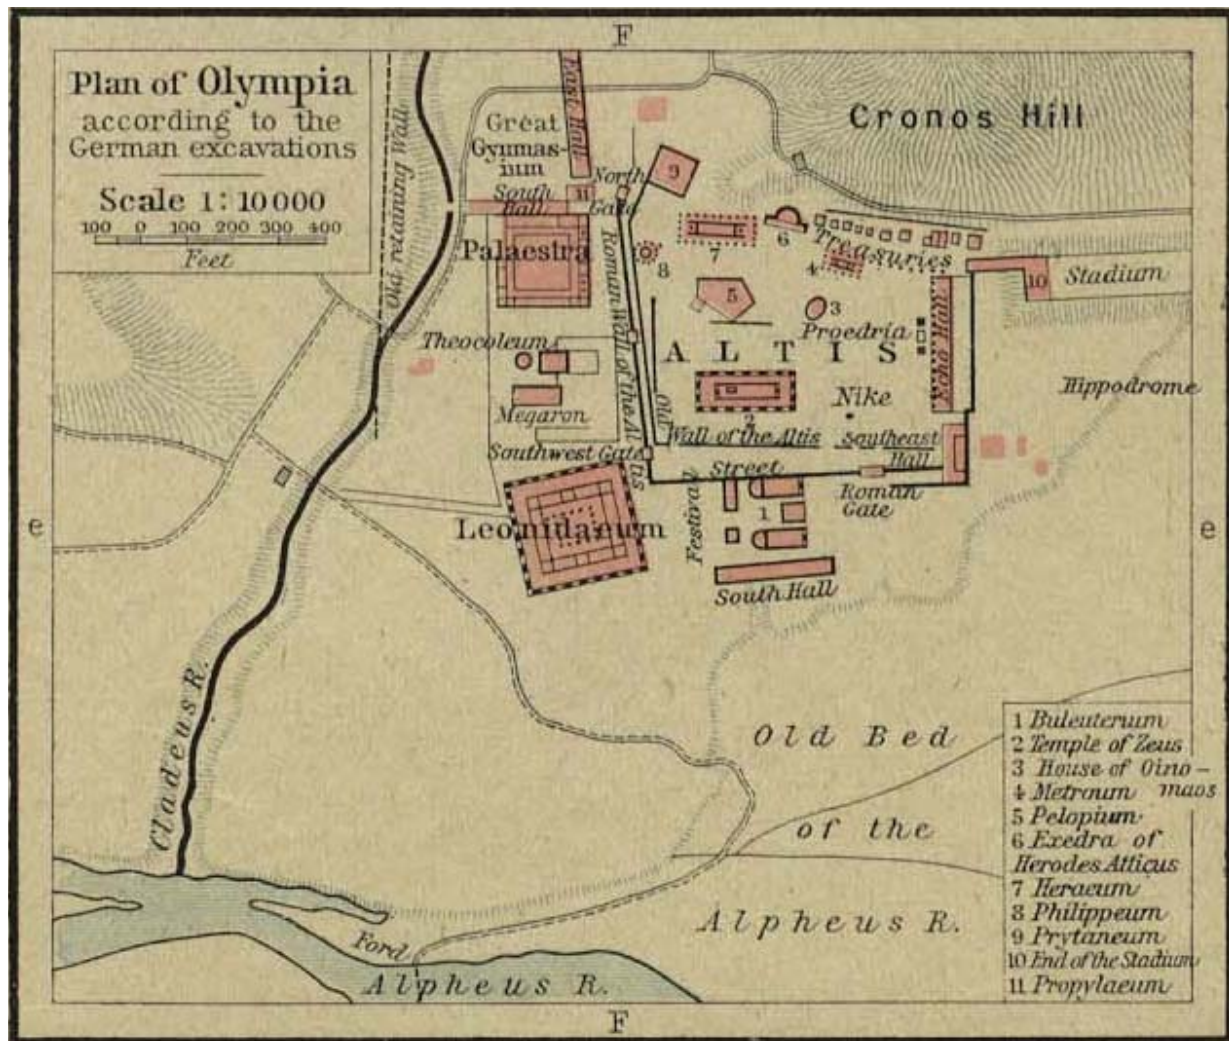 F
Plan of Olympia
according to the
German excavations
Scale 1:10000
100 0 100 200 300 400
Feet
Old retaining Wall
East Hall
Great
Gymnas-
ium
South
Hall
11
North
Gate
9
Cronos Hill
Palaestra
8
7
6
Treasuries
4
5
3
Proedria
10
Stadium
Roman Wall of the Altis
Theocoleum
Megaron
ALTIS
Echo Hall
Hippodrome
Nike
2
Old
Wall of the Altis
Southeast
Hall
Southwest Gate
Street
Festival
Roman
Gate
1
Leonidaeum
South Hall
e
e
Cladeus R.
Old Bed
of the
Alpheus R.
Ford
Alpheus R.
1 Buleuterium
2 Temple of Zeus
3 House of Oino-
maos
4 Metroum
5 Pelopium
6 Exedra of
Herodes Atticus
7 Heraeum
8 Philippeum
9 Prytaneum
10 End of the Stadium
11 Propylaeum
F